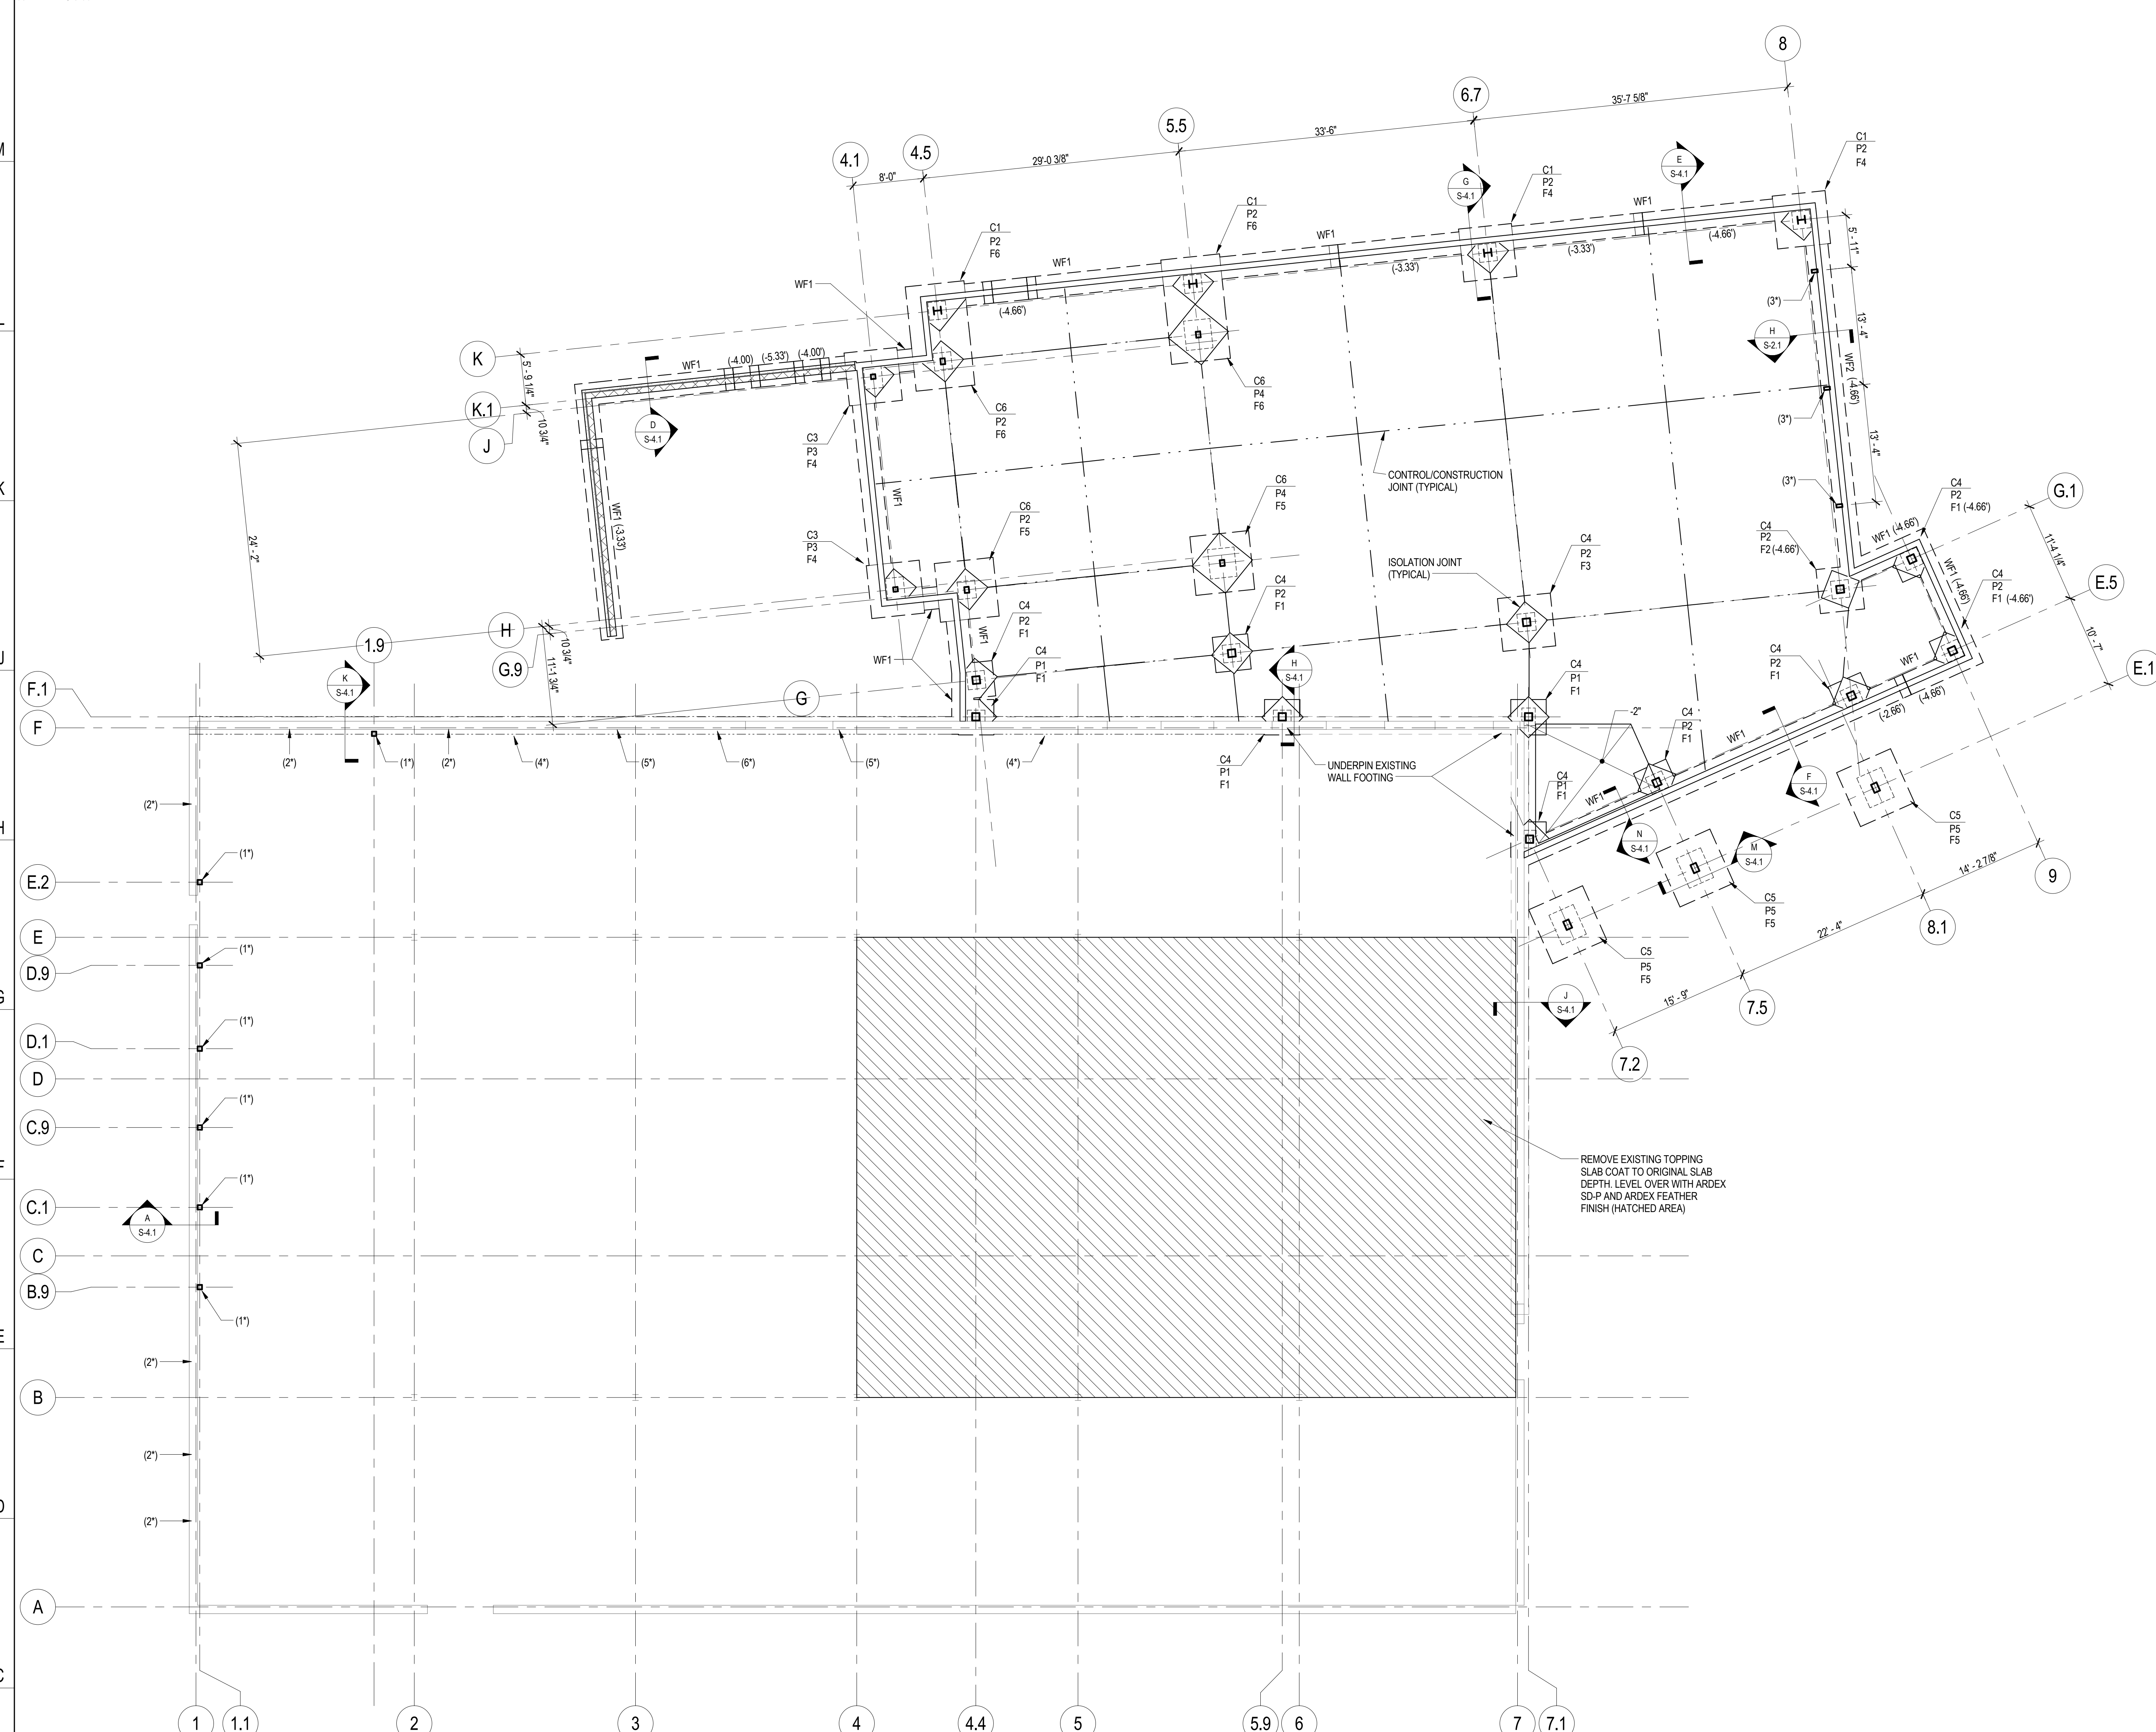 8
35'-7 5/8"
6.7
33'-6"
5.5
29'-0 3/8"
4.5
4.1
8'-0"
C1
P2
F4
E
S-4.1
G
S-4.1
C1
P2
F4
WF1
C1
P2
F6
C1
P2
F6
WF1
WF1
WF1
(-4.66')
(-3.33')
(-3.33')
(-4.66')
5'- 11"
(3*)
13'- 4"
H
S-2.1
WF2 (-4.66')
(3*)
13'- 4"
(3*)
K
5'- 9 1/4"
K.1
10 3/4"
J
WF1
(-4.00)
(-5.33')
(-4.00')
D
S-4.1
C3
P3
F4
C6
P2
F6
C6
P4
F6
CONTROL/CONSTRUCTION
JOINT (TYPICAL)
WF1
WF1 (-3.33')
24'- 2"
C3
P3
F4
C6
P2
F5
C6
P4
F5
ISOLATION JOINT
(TYPICAL)
C4
P2
F3
C4
P2
F2 (-4.66')
C4
P2
F1 (-4.66')
WF1 (-4.66')
G.1
11'-4 1/4"
WF1 (-4.66')
C4
P2
F1 (-4.66')
E.5
10'- 7"
E.1
H
10 3/4"
G.9
11'-1 3/4"
G
1.9
K
S-4.1
WF1
WF1
C4
P2
F1
C4
P1
F1
C4
P2
F1
H
S-4.1
C4
P1
F1
C4
P2
F1
WF1
(-4.66')
(-2.66')
F.1
F
(2*)
(1*)
(2*)
(4*)
(5*)
(6*)
(5*)
(4*)
C4
P1
F1
UNDERPIN EXISTING
WALL FOOTING
-2"
C4
P2
F1
C4
P1
F1
WF1
WF1
F
S-4.1
N
S-4.1
M
S-4.1
C5
P5
F5
C5
P5
F5
C5
P5
F5
14' - 2 7/8"
9
22' - 4"
8.1
15' - 9"
7.5
7.2
J
S-4.1
(2*)
(1*)
E.2
E
(1*)
D.9
(1*)
D.1
D
(1*)
C.9
(1*)
C.1
A
S-4.1
C
B.9
(1*)
REMOVE EXISTING TOPPING
SLAB COAT TO ORIGINAL SLAB
DEPTH. LEVEL OVER WITH ARDEX
SD-P AND ARDEX FEATHER
FINISH (HATCHED AREA)
(2*)
B
(2*)
(2*)
A
1
1.1
2
3
4
4.4
5
5.9
6
7
7.1
M
K
J
H
G
F
E
D
C